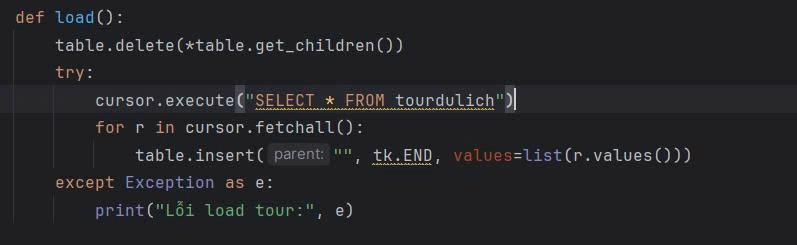 def load():
    table.delete(*table.get_children())
    try:
        cursor.execute("SELECT * FROM tourdulich")
        for r in cursor.fetchall():
            table.insert( parent: "", tk.END, values=list(r.values()))
    except Exception as e:
        print("Lỗi load tour:", e)